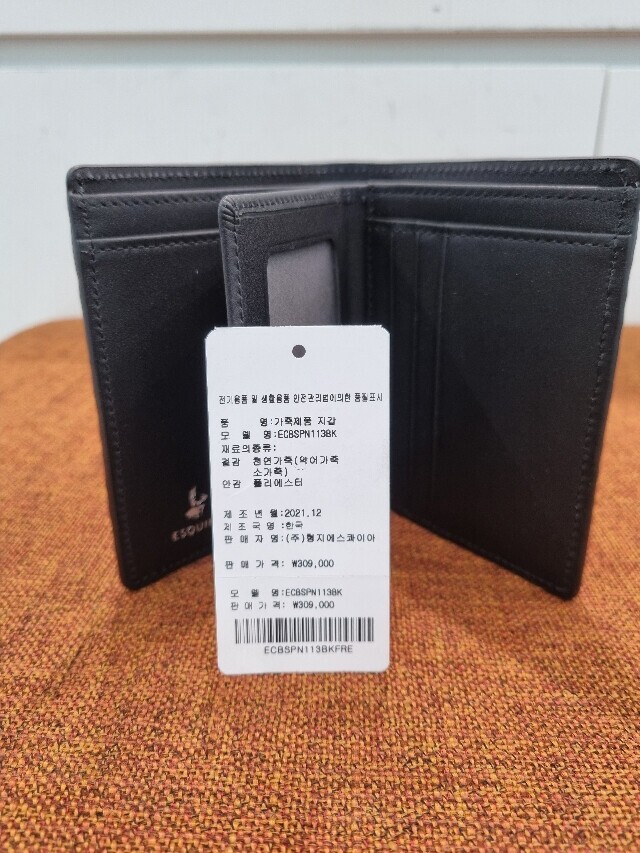 전기용품 및 생활용품 안전관리법에의한 품질표시
품 명:가죽제품 지갑
모 델 명:ECBSPN113BK
재료의종류:
겉감 천연가죽(악어가죽
소가죽)
안감 폴리에스터
제 조 년 월:2021.12
제 조 국 명:한국
판 매 자 명:(주)형지에스콰이아
판 매 가 격: ₩309,000
모 델 명:ECBSPN113BK
판 매 가 격: ₩309,000
ECBSPN113BKFRE
ESQUI